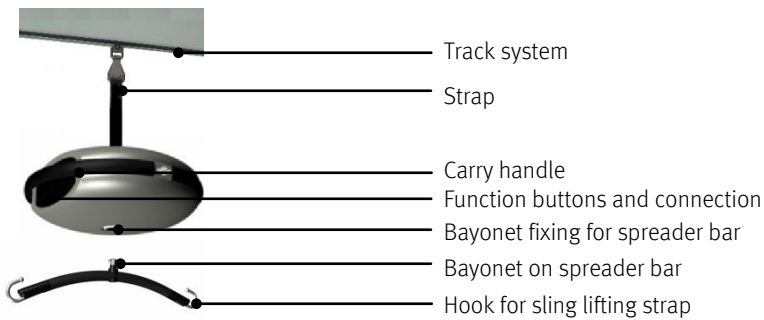 Track system
Strap
Carry handle
Function buttons and connection
Bayonet fixing for spreader bar
Bayonet on spreader bar
Hook for sling lifting strap